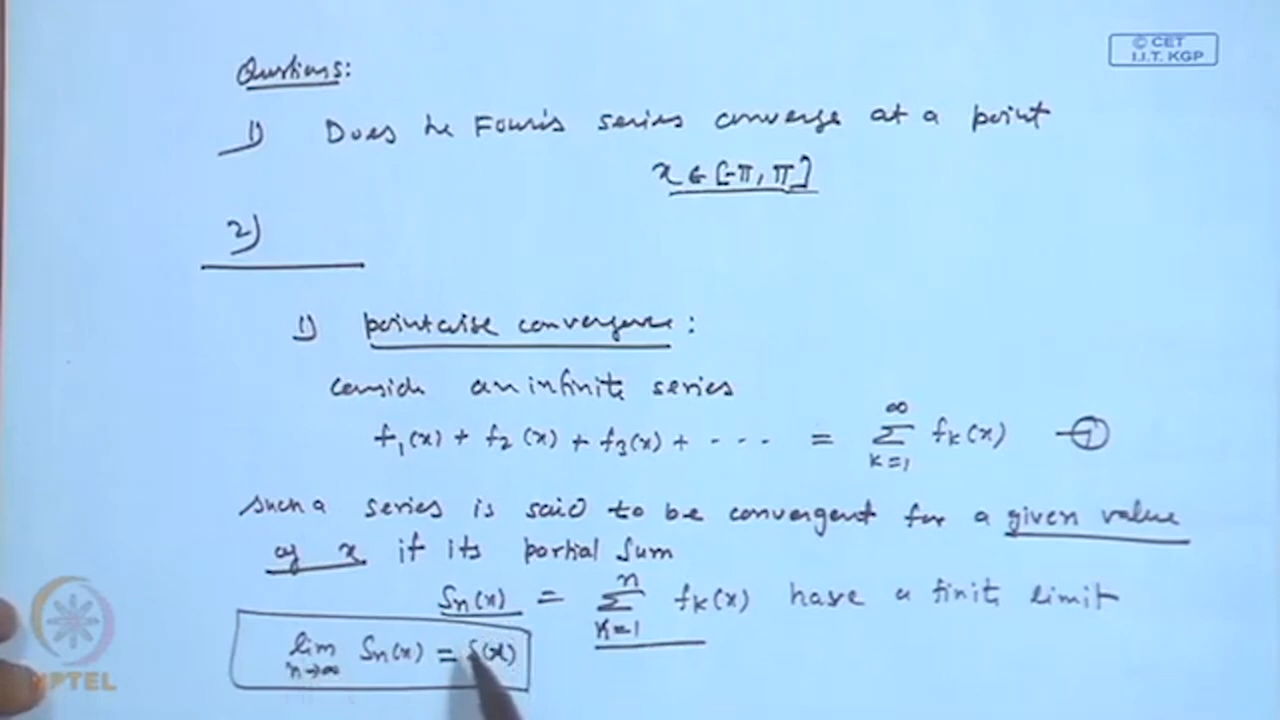 © CET
I.I.T. KGP
Questions:
1) Does the Fourier series converge at a point
x ∈ [-π, π]
2)
1) pointwise convergence:
Consider an infinite series
f₁(x) + f₂(x) + f₃(x) + ... = ∑_{k=1}^{∞} fₖ(x) —①
Such a series is said to be convergent for a given value
of x if its partial sum
Sₙ(x) = ∑_{k=1}^{n} fₖ(x) have a finite limit
lim_{n→∞} Sₙ(x) = S(x)
NPTEL